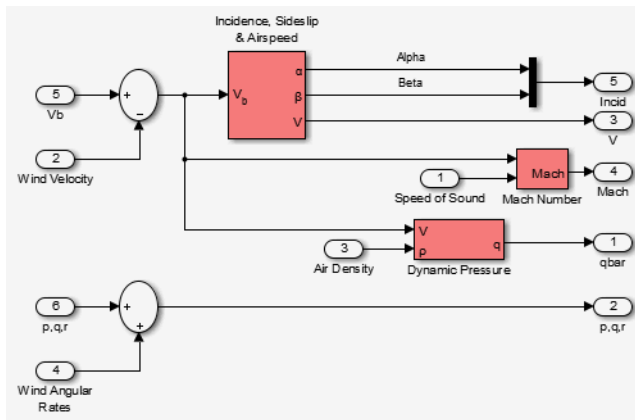 Incidence, Sideslip
& Airspeed
α
Alpha
5
+
V_b
β
Beta
5
Vb
−
V
Incid
3
V
2
Wind Velocity
Mach
4
1
Mach
Speed of Sound
Mach Number
V
q
1
3
ρ
qbar
Air Density
Dynamic Pressure
6
+
2
p,q,r
+
p,q,r
4
Wind Angular
Rates